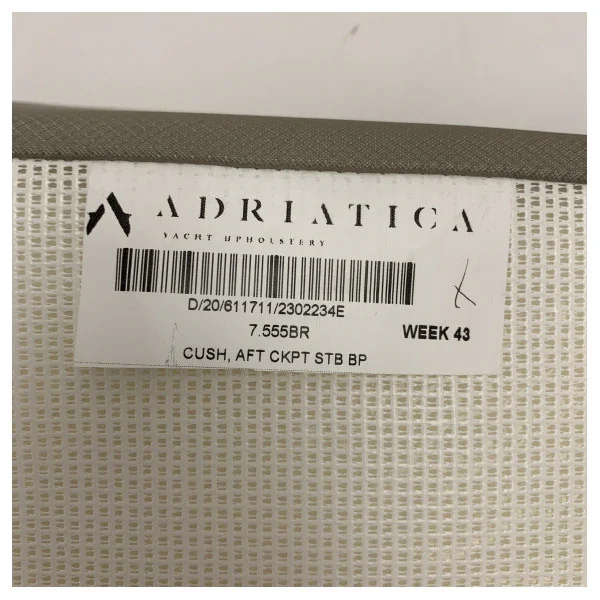 ADRIATICA
YACHT UPHOLSTERY
D/20/611711/2302234E
7.555BR WEEK 43
CUSH, AFT CKPT STB BP